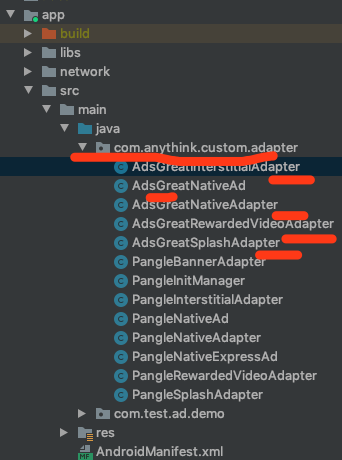 app
build
libs
network
src
main
java
com.anythink.custom.adapter
AdsGreatInterstitialAdapter
AdsGreatNativeAd
AdsGreatNativeAdapter
AdsGreatRewardedVideoAdapter
AdsGreatSplashAdapter
PangleBannerAdapter
PangleInitManager
PangleInterstitialAdapter
PangleNativeAd
PangleNativeAdapter
PangleNativeExpressAd
PangleRewardedVideoAdapter
PangleSplashAdapter
com.test.ad.demo
res
AndroidManifest.xml